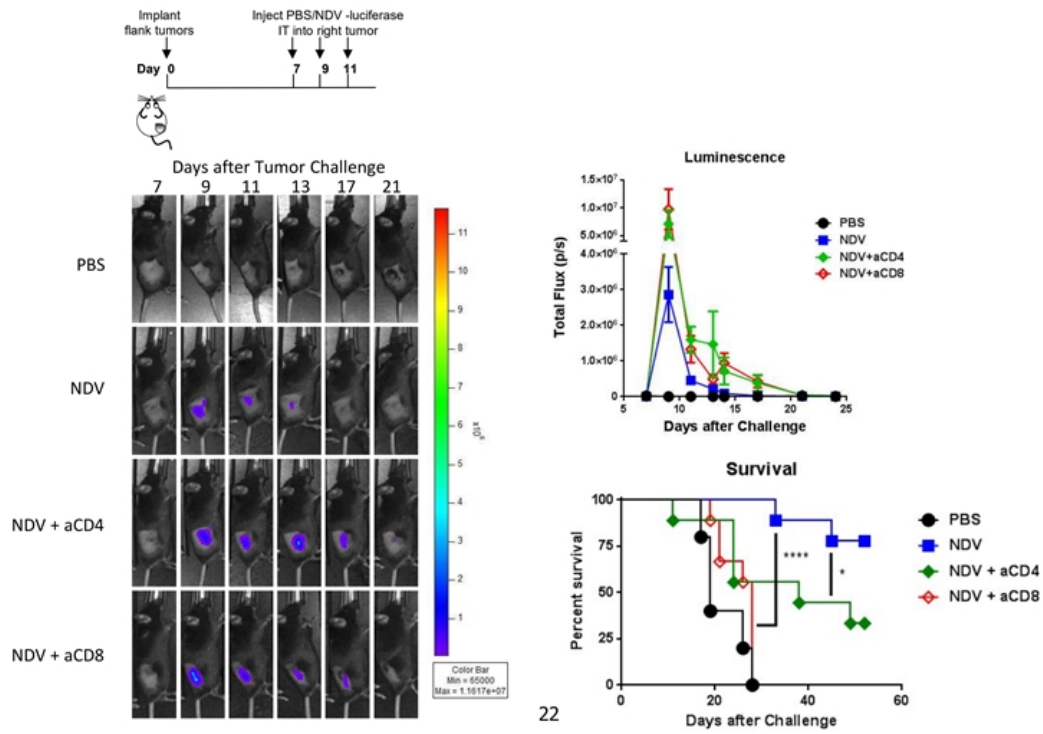 Implant
flank tumors
Inject PBS/NDV -luciferase
IT into right tumor
Day 0 7 9 11
Days after Tumor Challenge
7 9 11 13 17 21
PBS
NDV
NDV + aCD4
NDV + aCD8
11
10
9
8
7
6
5
4
3
2
1
x10⁶
Color Bar
Min = 65000
Max = 1.1617e+07
Luminescence
Total Flux (p/s)
1.5×10⁷
1.0×10⁷
5.0×10⁶
4.0×10⁶
2.0×10⁶
1.0×10⁶
5 10 15 20 25
Days after Challenge
PBS
NDV
NDV+aCD4
NDV+aCD8
Survival
Percent survival
100
75
50
25
0
0 20 40 60
Days after Challenge
****
*
PBS
NDV
NDV + aCD4
NDV + aCD8
22